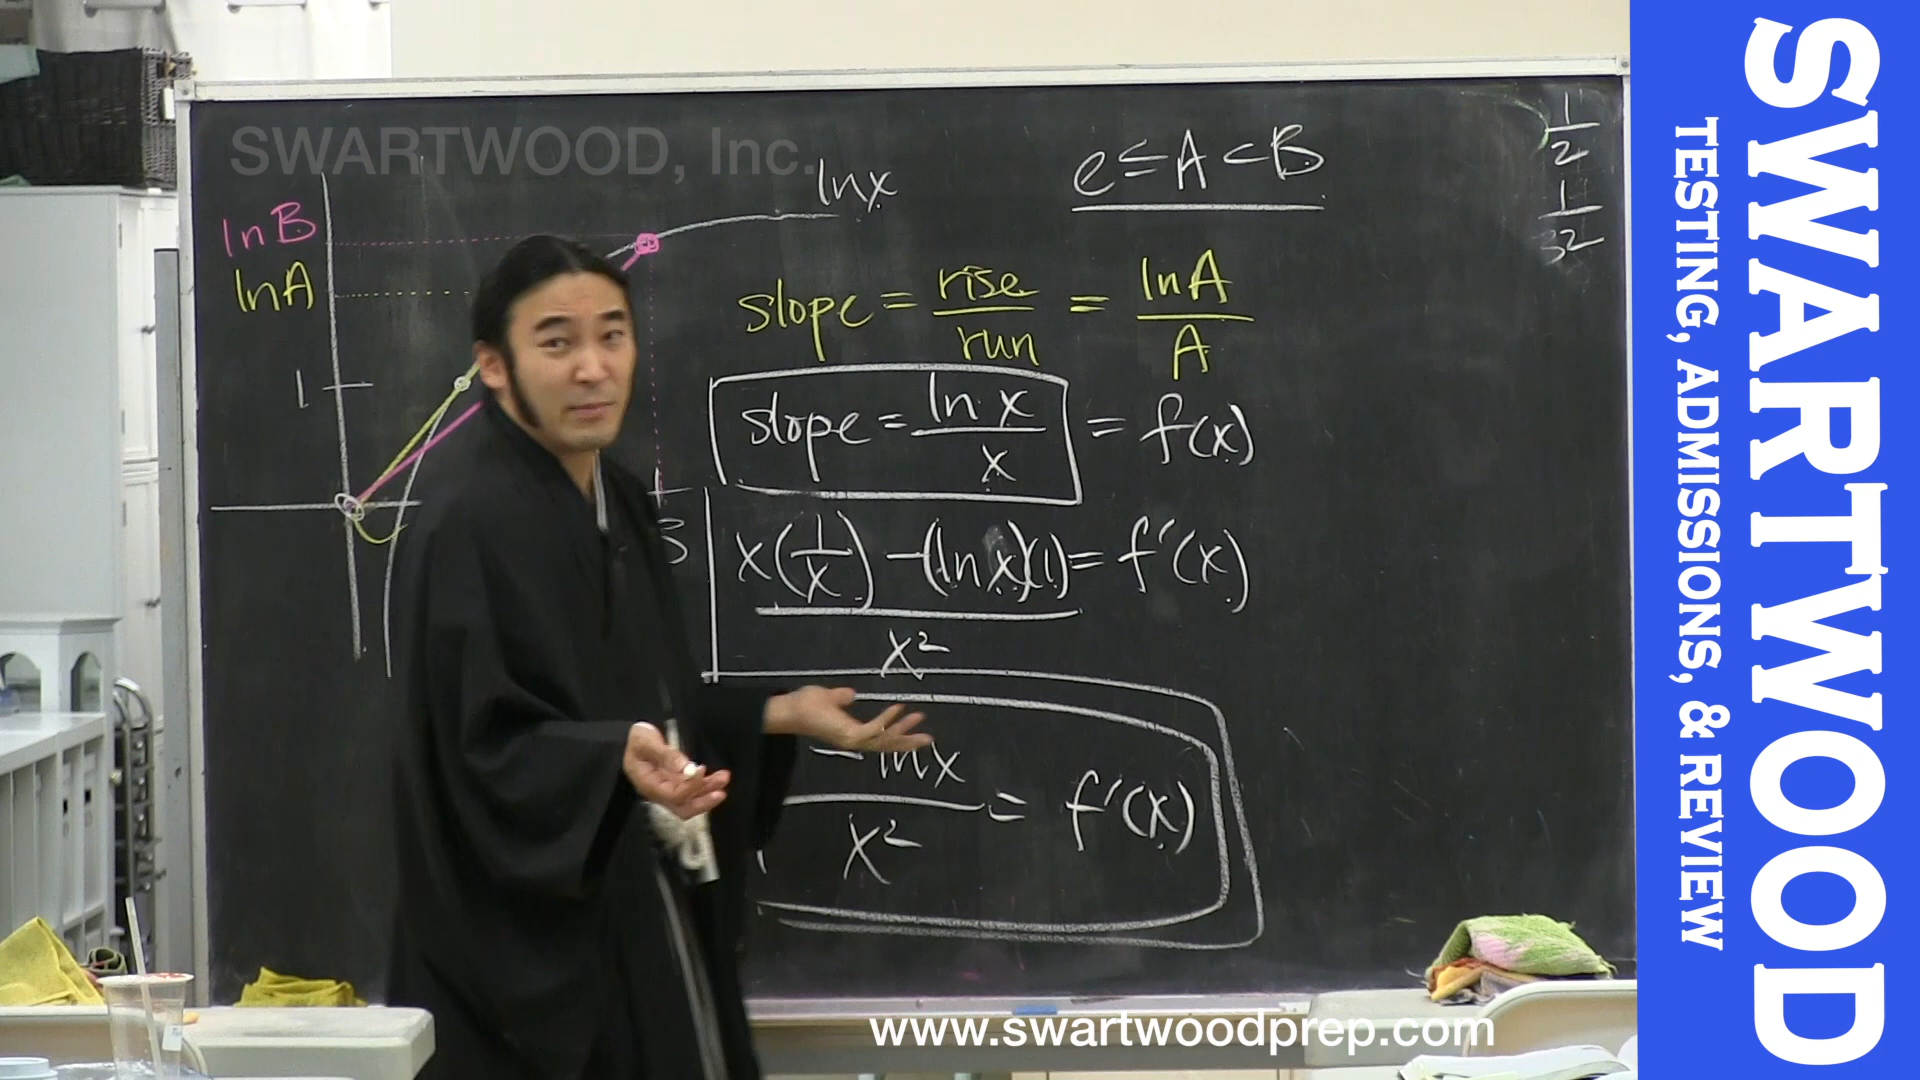 SWARTWOOD, Inc.
ln x
e ≤ A < B
1/2
1/32
ln B
ln A
1
slope = rise/run = ln A/A
slope = ln x/x = f(x)
x(1/x) - (ln x)(1)/x² = f'(x)
B
- ln x/x² = f'(x)
www.swartwoodprep.com
SWARTWOOD
TESTING, ADMISSIONS, & REVIEW